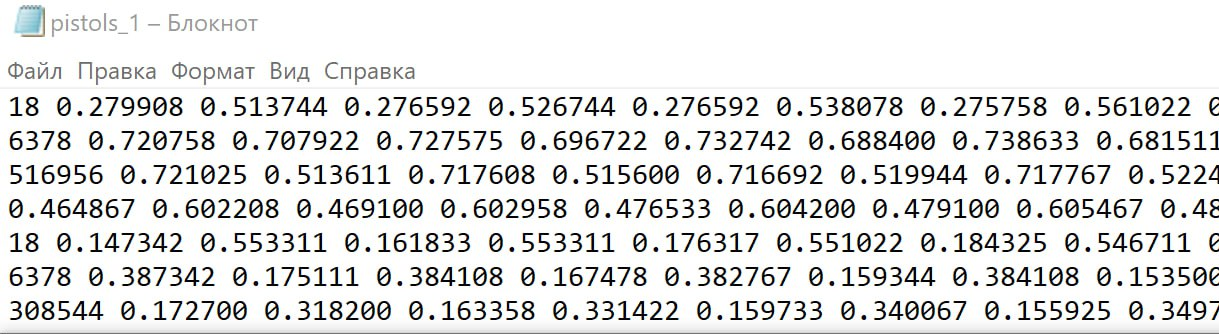 pistols_1 – Блокнот
Файл Правка Формат Вид Справка
18 0.279908 0.513744 0.276592 0.526744 0.276592 0.538078 0.275758 0.561022
6378 0.720758 0.707922 0.727575 0.696722 0.732742 0.688400 0.738633 0.681511
516956 0.721025 0.513611 0.717608 0.515600 0.716692 0.519944 0.717767 0.5224
0.464867 0.602208 0.469100 0.602958 0.476533 0.604200 0.479100 0.605467 0.48
18 0.147342 0.553311 0.161833 0.553311 0.176317 0.551022 0.184325 0.546711
6378 0.387342 0.175111 0.384108 0.167478 0.382767 0.159344 0.384108 0.153500
308544 0.172700 0.318200 0.163358 0.331422 0.159733 0.340067 0.155925 0.3497